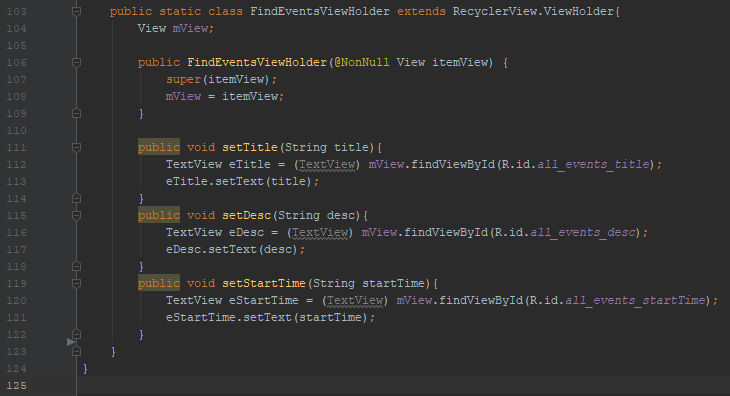 103 public static class FindEventsViewHolder extends RecyclerView.ViewHolder{
104 View mView;
105
106 public FindEventsViewHolder(@NonNull View itemView) {
107 super(itemView);
108 mView = itemView;
109 }
110
111 public void setTitle(String title){
112 TextView eTitle = (TextView) mView.findViewById(R.id.all_events_title);
113 eTitle.setText(title);
114 }
115 public void setDesc(String desc){
116 TextView eDesc = (TextView) mView.findViewById(R.id.all_events_desc);
117 eDesc.setText(desc);
118 }
119 public void setStartTime(String startTime){
120 TextView eStartTime = (TextView) mView.findViewById(R.id.all_events_startTime);
121 eStartTime.setText(startTime);
122 }
123 }
124 }
125